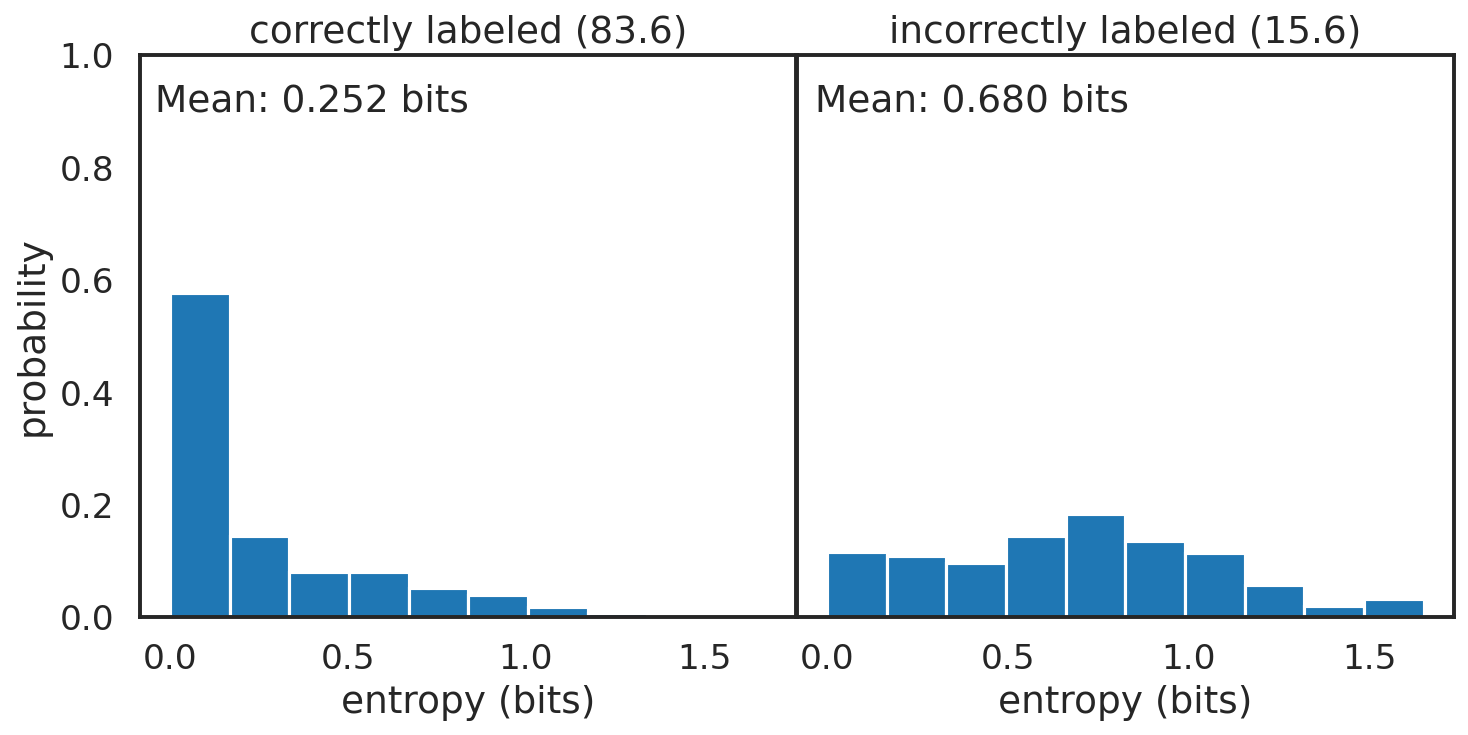 correctly labeled (83.6)
incorrectly labeled (15.6)
Mean: 0.252 bits
Mean: 0.680 bits
probability
1.0
0.8
0.6
0.4
0.2
0.0
0.0 0.5 1.0 1.5
0.0 0.5 1.0 1.5
entropy (bits)
entropy (bits)